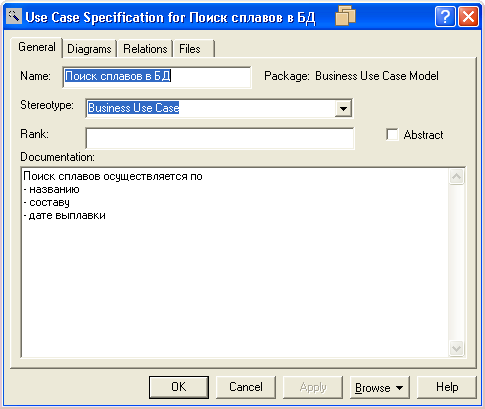 Use Case Specification for Поиск сплавов в БД
General Diagrams Relations Files
Name: Поиск сплавов в БД Package: Business Use Case Model
Stereotype: Business Use Case
Rank: Abstract
Documentation:
Поиск сплавов осуществляется по
- названию
- составу
- дате выплавки
OK Cancel Apply Browse Help